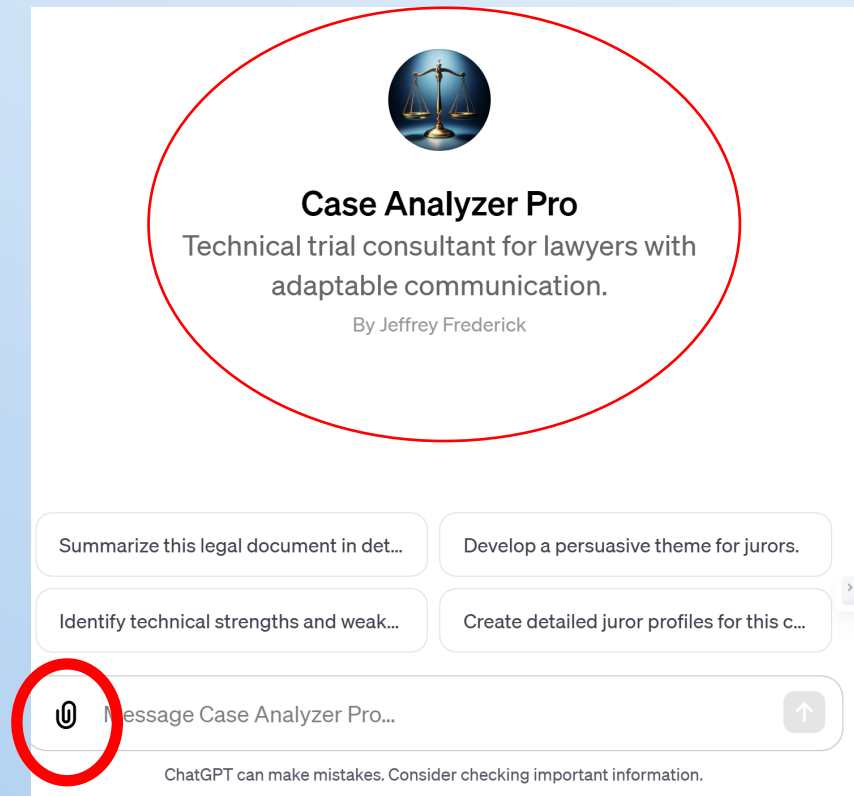 Case Analyzer Pro
Technical trial consultant for lawyers with
adaptable communication.
By Jeffrey Frederick
Summarize this legal document in det...
Develop a persuasive theme for jurors.
Identify technical strengths and weak...
Create detailed juror profiles for this c...
Message Case Analyzer Pro...
ChatGPT can make mistakes. Consider checking important information.